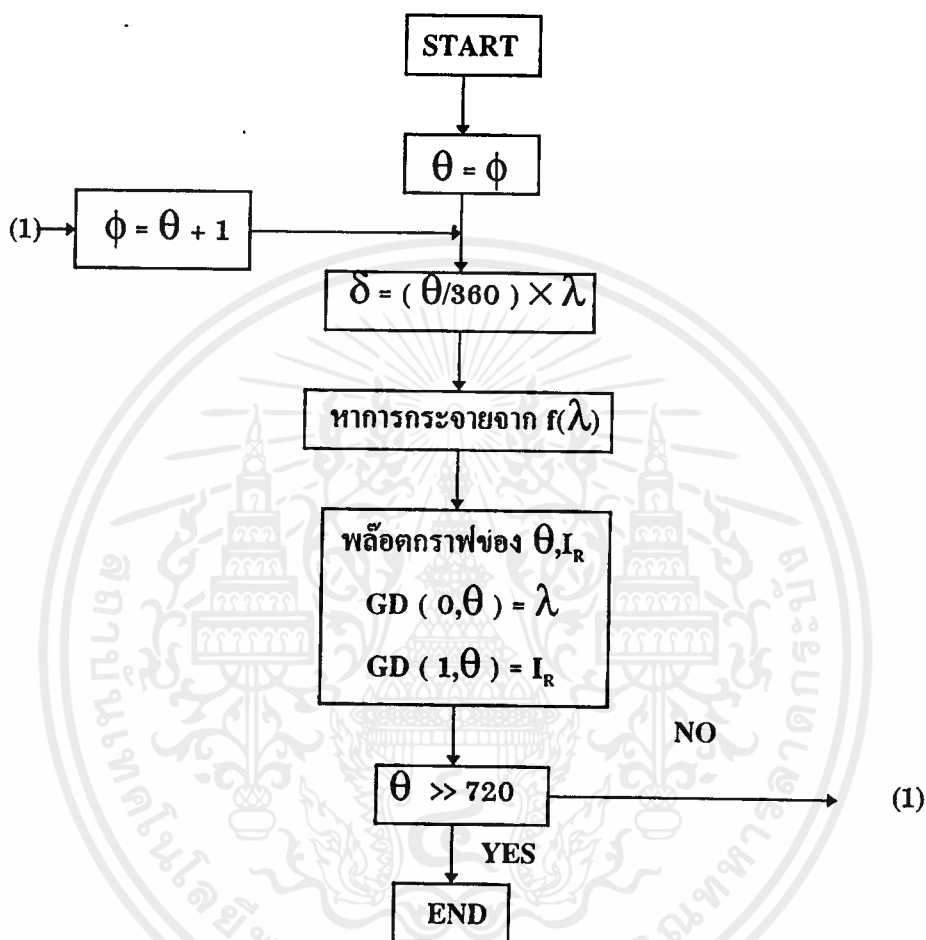 START
θ = ϕ
(1) ϕ = θ + 1
δ = ( θ/360 ) × λ
หาการกระจายจาก f(λ)
พล๊อตกราฟข่อง θ,I_R
GD ( 0,θ ) = λ
GD ( 1,θ ) = I_R
NO
θ >> 720
(1)
YES
END